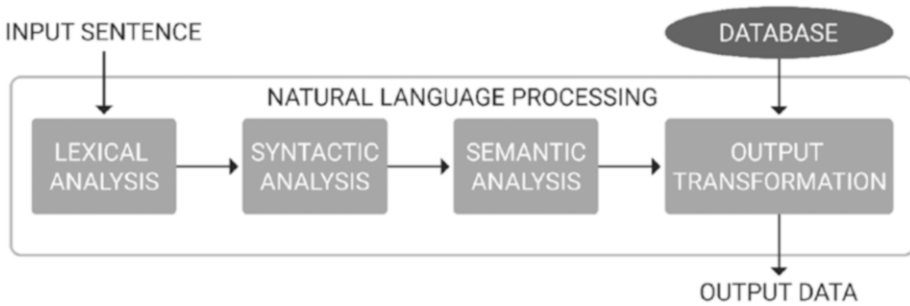 INPUT SENTENCE
DATABASE
NATURAL LANGUAGE PROCESSING
LEXICAL
ANALYSIS
SYNTACTIC
ANALYSIS
SEMANTIC
ANALYSIS
OUTPUT
TRANSFORMATION
OUTPUT DATA